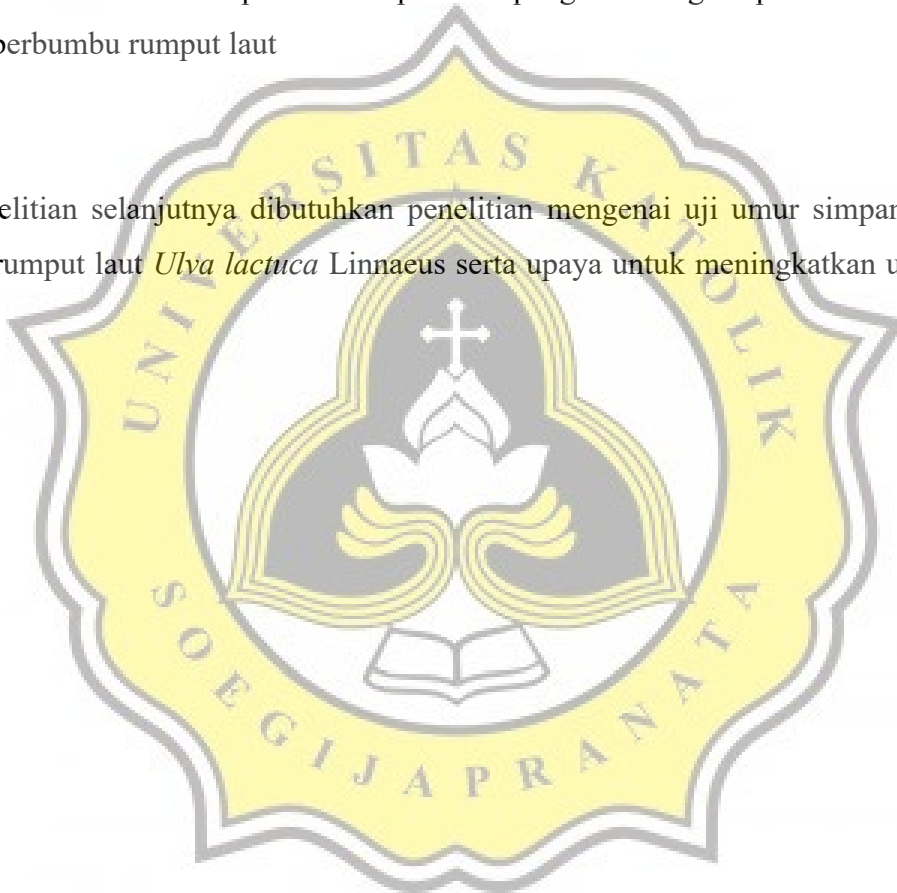 berbumbu rumput laut
UNIVERSITAS KATOLIK
elitian selanjutnya dibutuhkan penelitian mengenai uji umur simpan
rumput laut Ulva lactuca Linnaeus serta upaya untuk meningkatkan u
SOEGIJAPRANATA